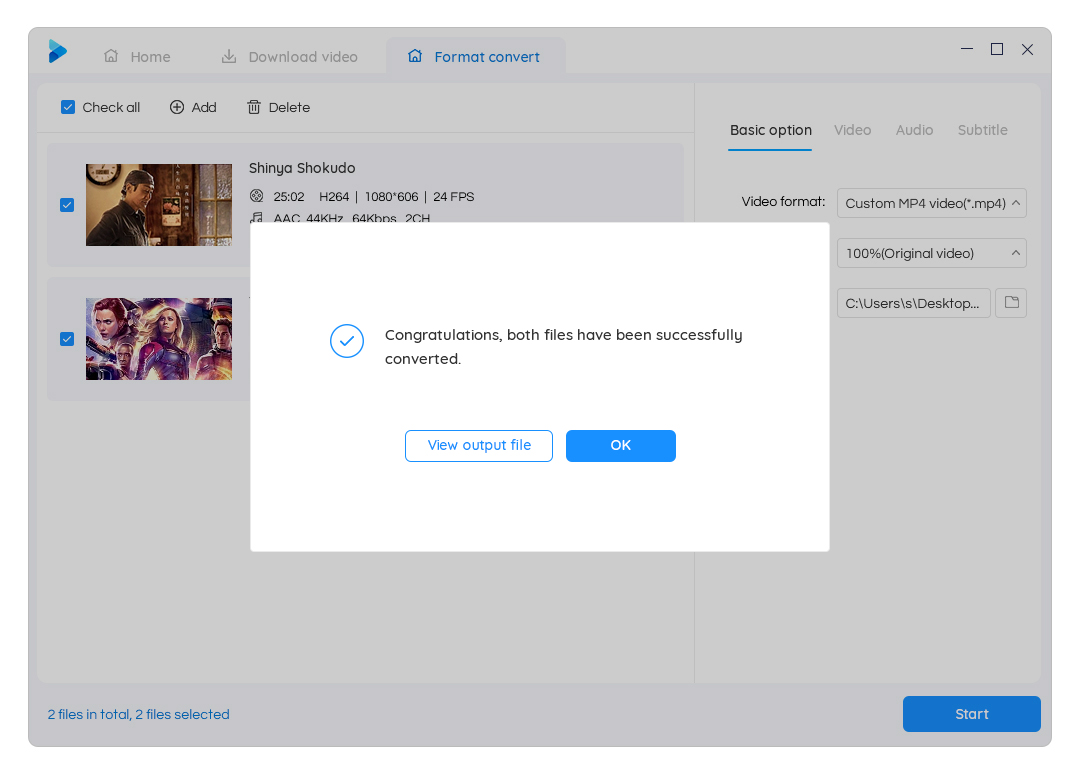 Home
Download video
Format convert
Check all
Add
Delete
Basic option
Video
Audio
Subtitle
Shinya Shokudo
25:02 H264 | 1080*606 | 24 FPS
AAC 44KHz 64Kbps 2CH
Video format:
Custom MP4 video(*.mp4)
100%(Original video)
C:\Users\s\Desktop...
Congratulations, both files have been successfully
converted.
View output file
OK
2 files in total, 2 files selected
Start